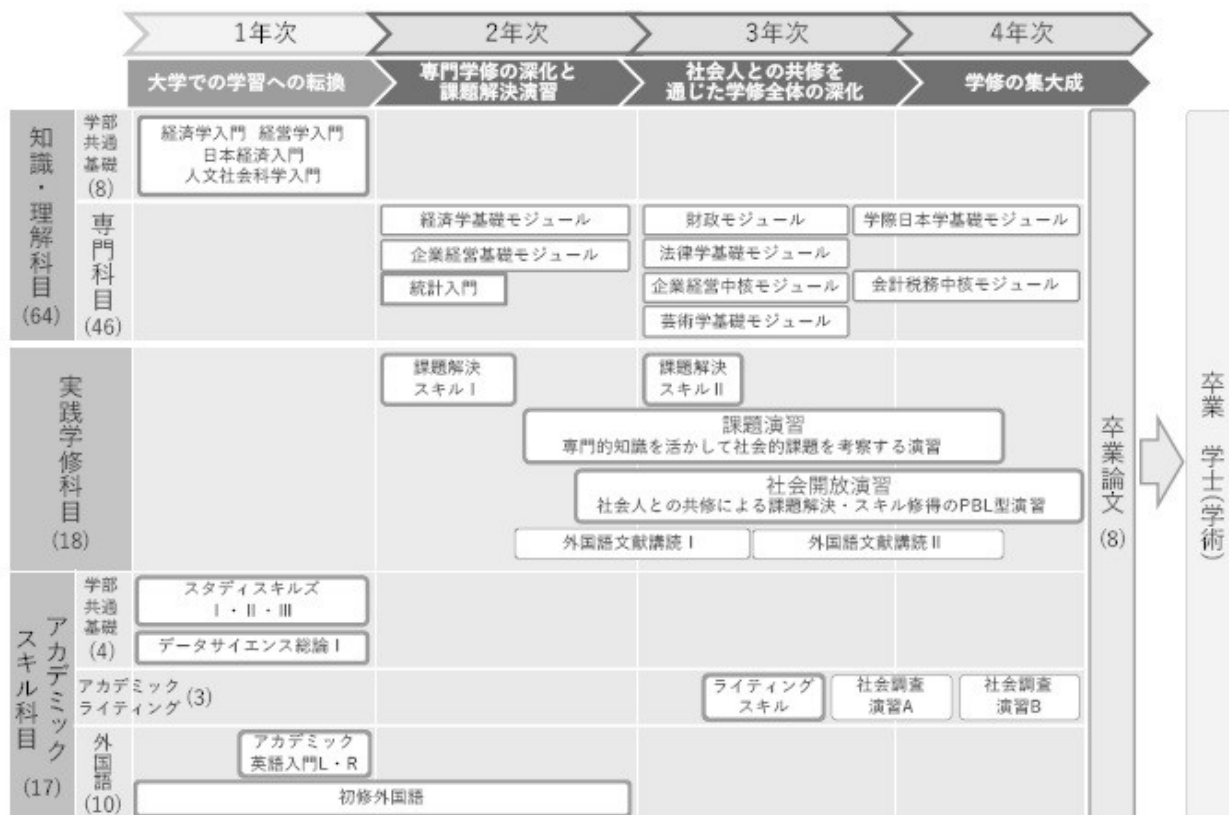 1年次
2年次
3年次
4年次
大学での学習への転換
専門学修の深化と
課題解決演習
社会人との共修を
通じた学修全体の深化
学修の集大成
知識・理解科目
(64)
学部
共通
基礎
(8)
経済学入門 経営学入門
日本経済入門
人文社会科学入門
専門科目
(46)
経済学基礎モジュール
企業経営基礎モジュール
統計入門
財政モジュール
法律学基礎モジュール
企業経営中核モジュール
芸術学基礎モジュール
学際日本学基礎モジュール
会計税務中核モジュール
実践学修科目
(18)
課題解決
スキルⅠ
課題解決
スキルⅡ
課題演習
専門的知識を活かして社会的課題を考察する演習
社会開放演習
社会人との共修による課題解決・スキル修得のPBL型演習
外国語文献講読Ⅰ
外国語文献講読Ⅱ
アカデミック
スキル科目
(17)
学部
共通
基礎
(4)
スタディスキルズ
Ⅰ・Ⅱ・Ⅲ
データサイエンス総論Ⅰ
アカデミック
ライティング
(3)
ライティング
スキル
社会調査
演習A
社会調査
演習B
外国語
(10)
アカデミック
英語入門L・R
初修外国語
卒業論文
(8)
卒業 学士(学術)